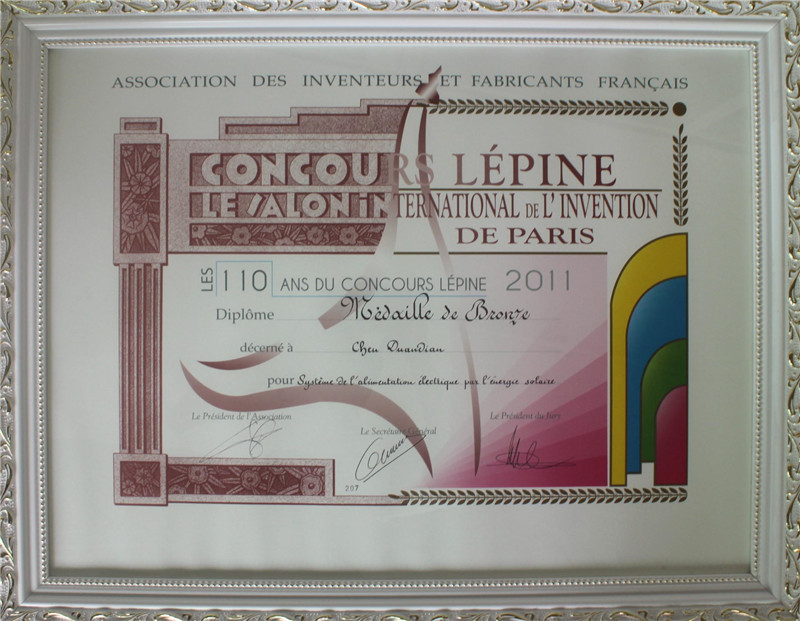 ASSOCIATION DES INVENTEURS ET FABRICANTS FRANÇAIS
CONCOURS LÉPINE
LE SALON INTERNATIONAL DE L'INVENTION
DE PARIS
LES 110 ANS DU CONCOURS LÉPINE 2011
Diplôme Médaille de Bronze
décerné à Chen Duandian
pour Système de l'alimentation électrique par l'énergie solaire
Le Président de l'Association
Le Secrétaire Général
Le Président du Jury
207